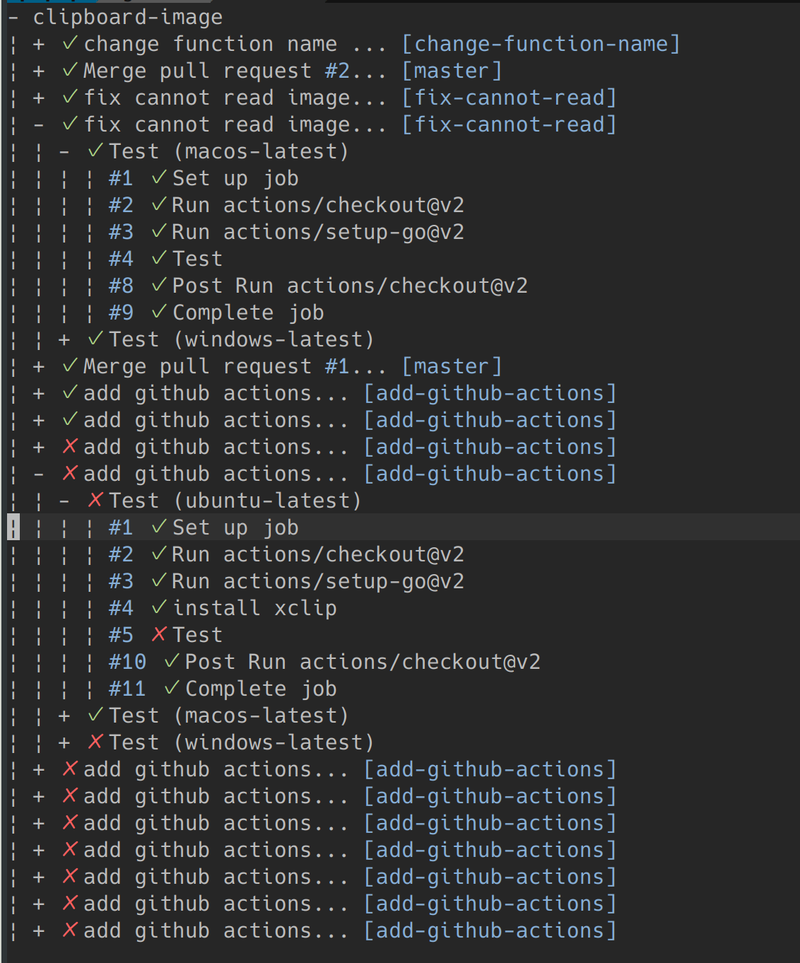 - clipboard-image
¦ + ✓change function name ... [change-function-name]
¦ + ✓Merge pull request #2... [master]
¦ + ✓fix cannot read image... [fix-cannot-read]
¦ - ✓fix cannot read image... [fix-cannot-read]
¦ ¦ - ✓Test (macos-latest)
¦ ¦ ¦ ¦ #1 ✓Set up job
¦ ¦ ¦ ¦ #2 ✓Run actions/checkout@v2
¦ ¦ ¦ ¦ #3 ✓Run actions/setup-go@v2
¦ ¦ ¦ ¦ #4 ✓Test
¦ ¦ ¦ ¦ #8 ✓Post Run actions/checkout@v2
¦ ¦ ¦ ¦ #9 ✓Complete job
¦ ¦ + ✓Test (windows-latest)
¦ + ✓Merge pull request #1... [master]
¦ + ✓add github actions... [add-github-actions]
¦ + ✓add github actions... [add-github-actions]
¦ + ✗add github actions... [add-github-actions]
¦ - ✗add github actions... [add-github-actions]
¦ ¦ - ✗Test (ubuntu-latest)
¦ ¦ ¦ ¦ #1 ✓Set up job
¦ ¦ ¦ ¦ #2 ✓Run actions/checkout@v2
¦ ¦ ¦ ¦ #3 ✓Run actions/setup-go@v2
¦ ¦ ¦ ¦ #4 ✓install xclip
¦ ¦ ¦ ¦ #5 ✗Test
¦ ¦ ¦ ¦ #10 ✓Post Run actions/checkout@v2
¦ ¦ ¦ ¦ #11 ✓Complete job
¦ ¦ + ✓Test (macos-latest)
¦ ¦ + ✗Test (windows-latest)
¦ + ✗add github actions... [add-github-actions]
¦ + ✗add github actions... [add-github-actions]
¦ + ✗add github actions... [add-github-actions]
¦ + ✗add github actions... [add-github-actions]
¦ + ✗add github actions... [add-github-actions]
¦ + ✗add github actions... [add-github-actions]
¦ + ✗add github actions... [add-github-actions]